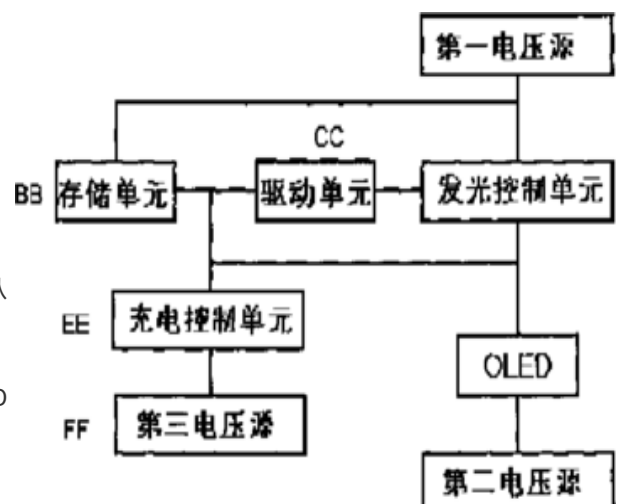 第一电压源
CC
BB 存储单元 驱动单元 发光控制单元
EE 充电控制单元
OLED
FF 第三电压源
第二电压源